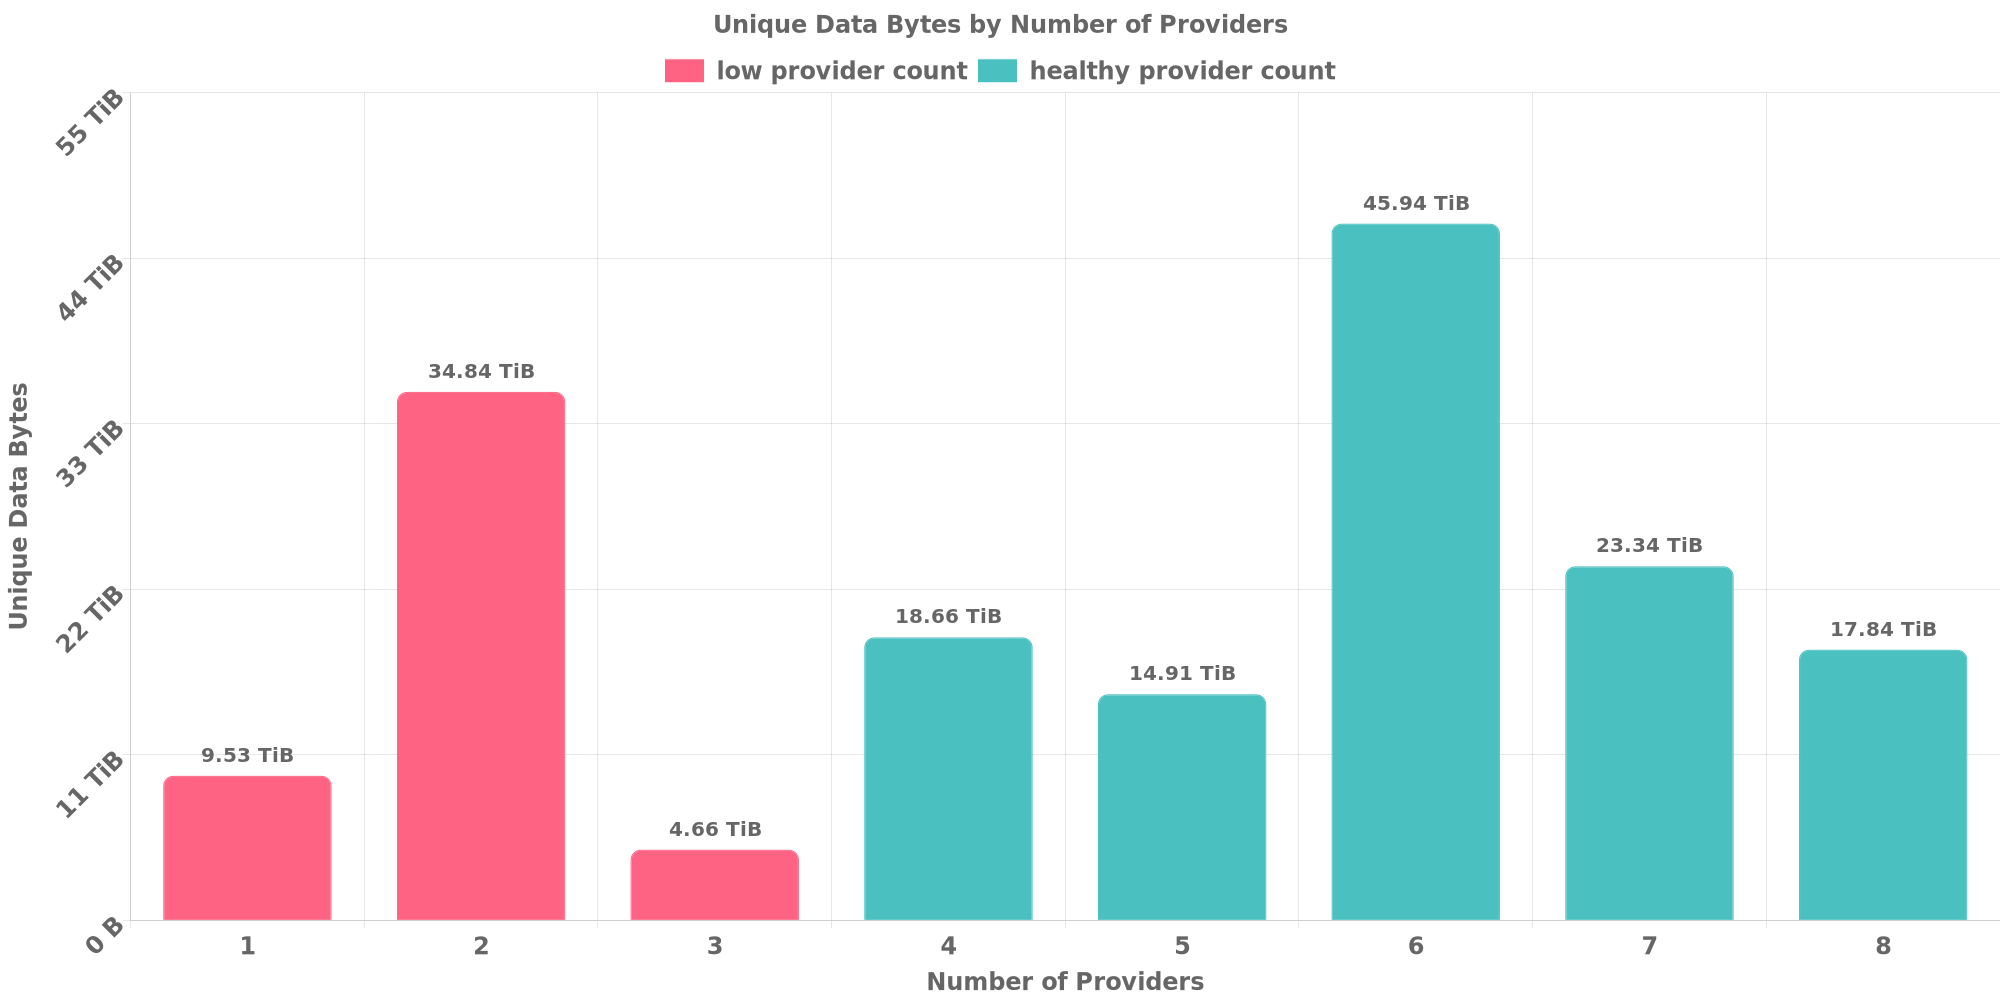 Unique Data Bytes by Number of Providers
low provider count healthy provider count
55 TiB
44 TiB
33 TiB
22 TiB
11 TiB
0 B
Unique Data Bytes
9.53 TiB
34.84 TiB
4.66 TiB
18.66 TiB
14.91 TiB
45.94 TiB
23.34 TiB
17.84 TiB
1 2 3 4 5 6 7 8
Number of Providers